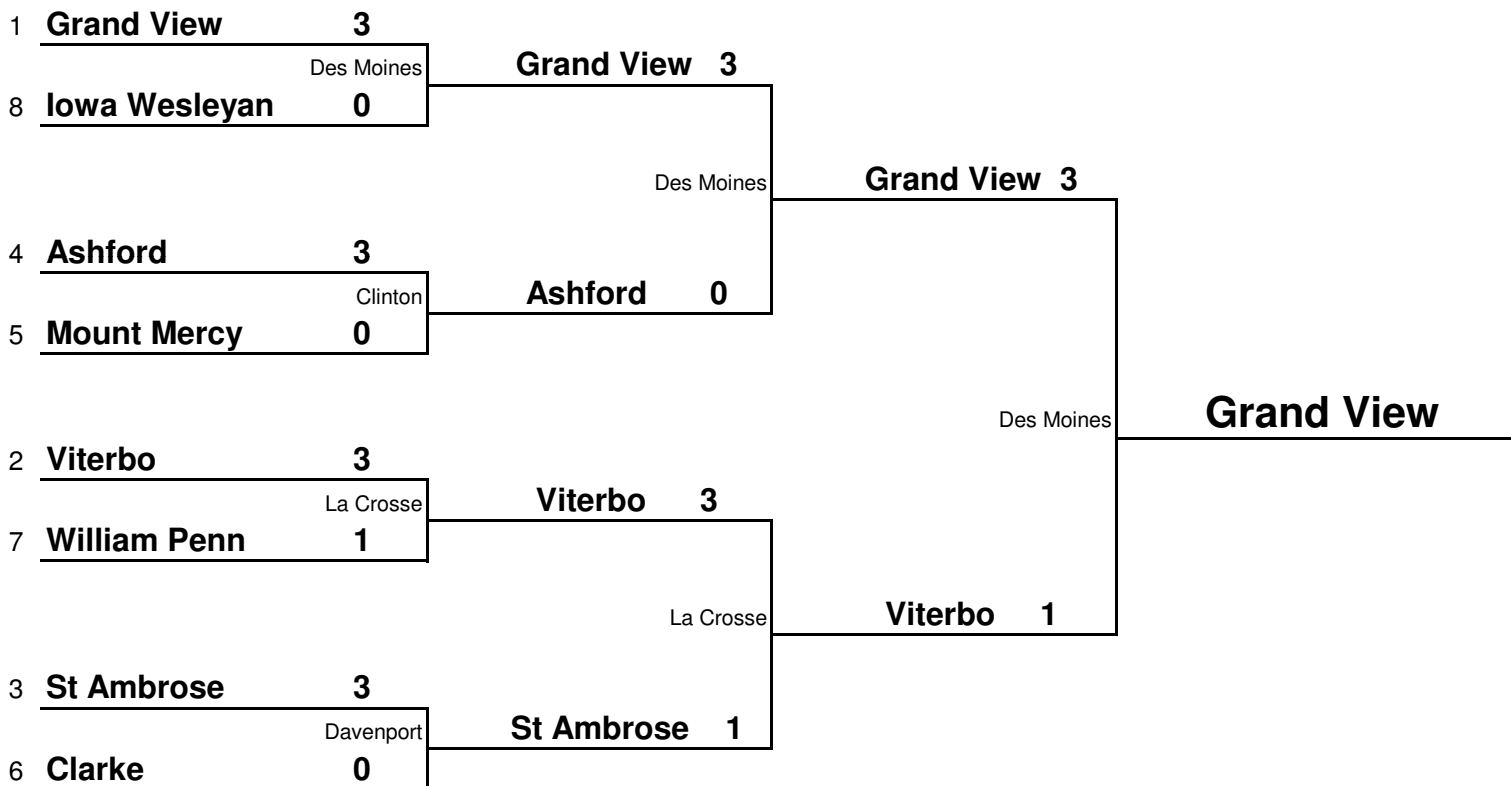 1 Grand View 3
Des Moines
Grand View 3
8 Iowa Wesleyan 0
Des Moines
Grand View 3
4 Ashford 3
Clinton
Ashford 0
5 Mount Mercy 0
Des Moines
Grand View
2 Viterbo 3
La Crosse
Viterbo 3
7 William Penn 1
La Crosse
Viterbo 1
3 St Ambrose 3
Davenport
St Ambrose 1
6 Clarke 0